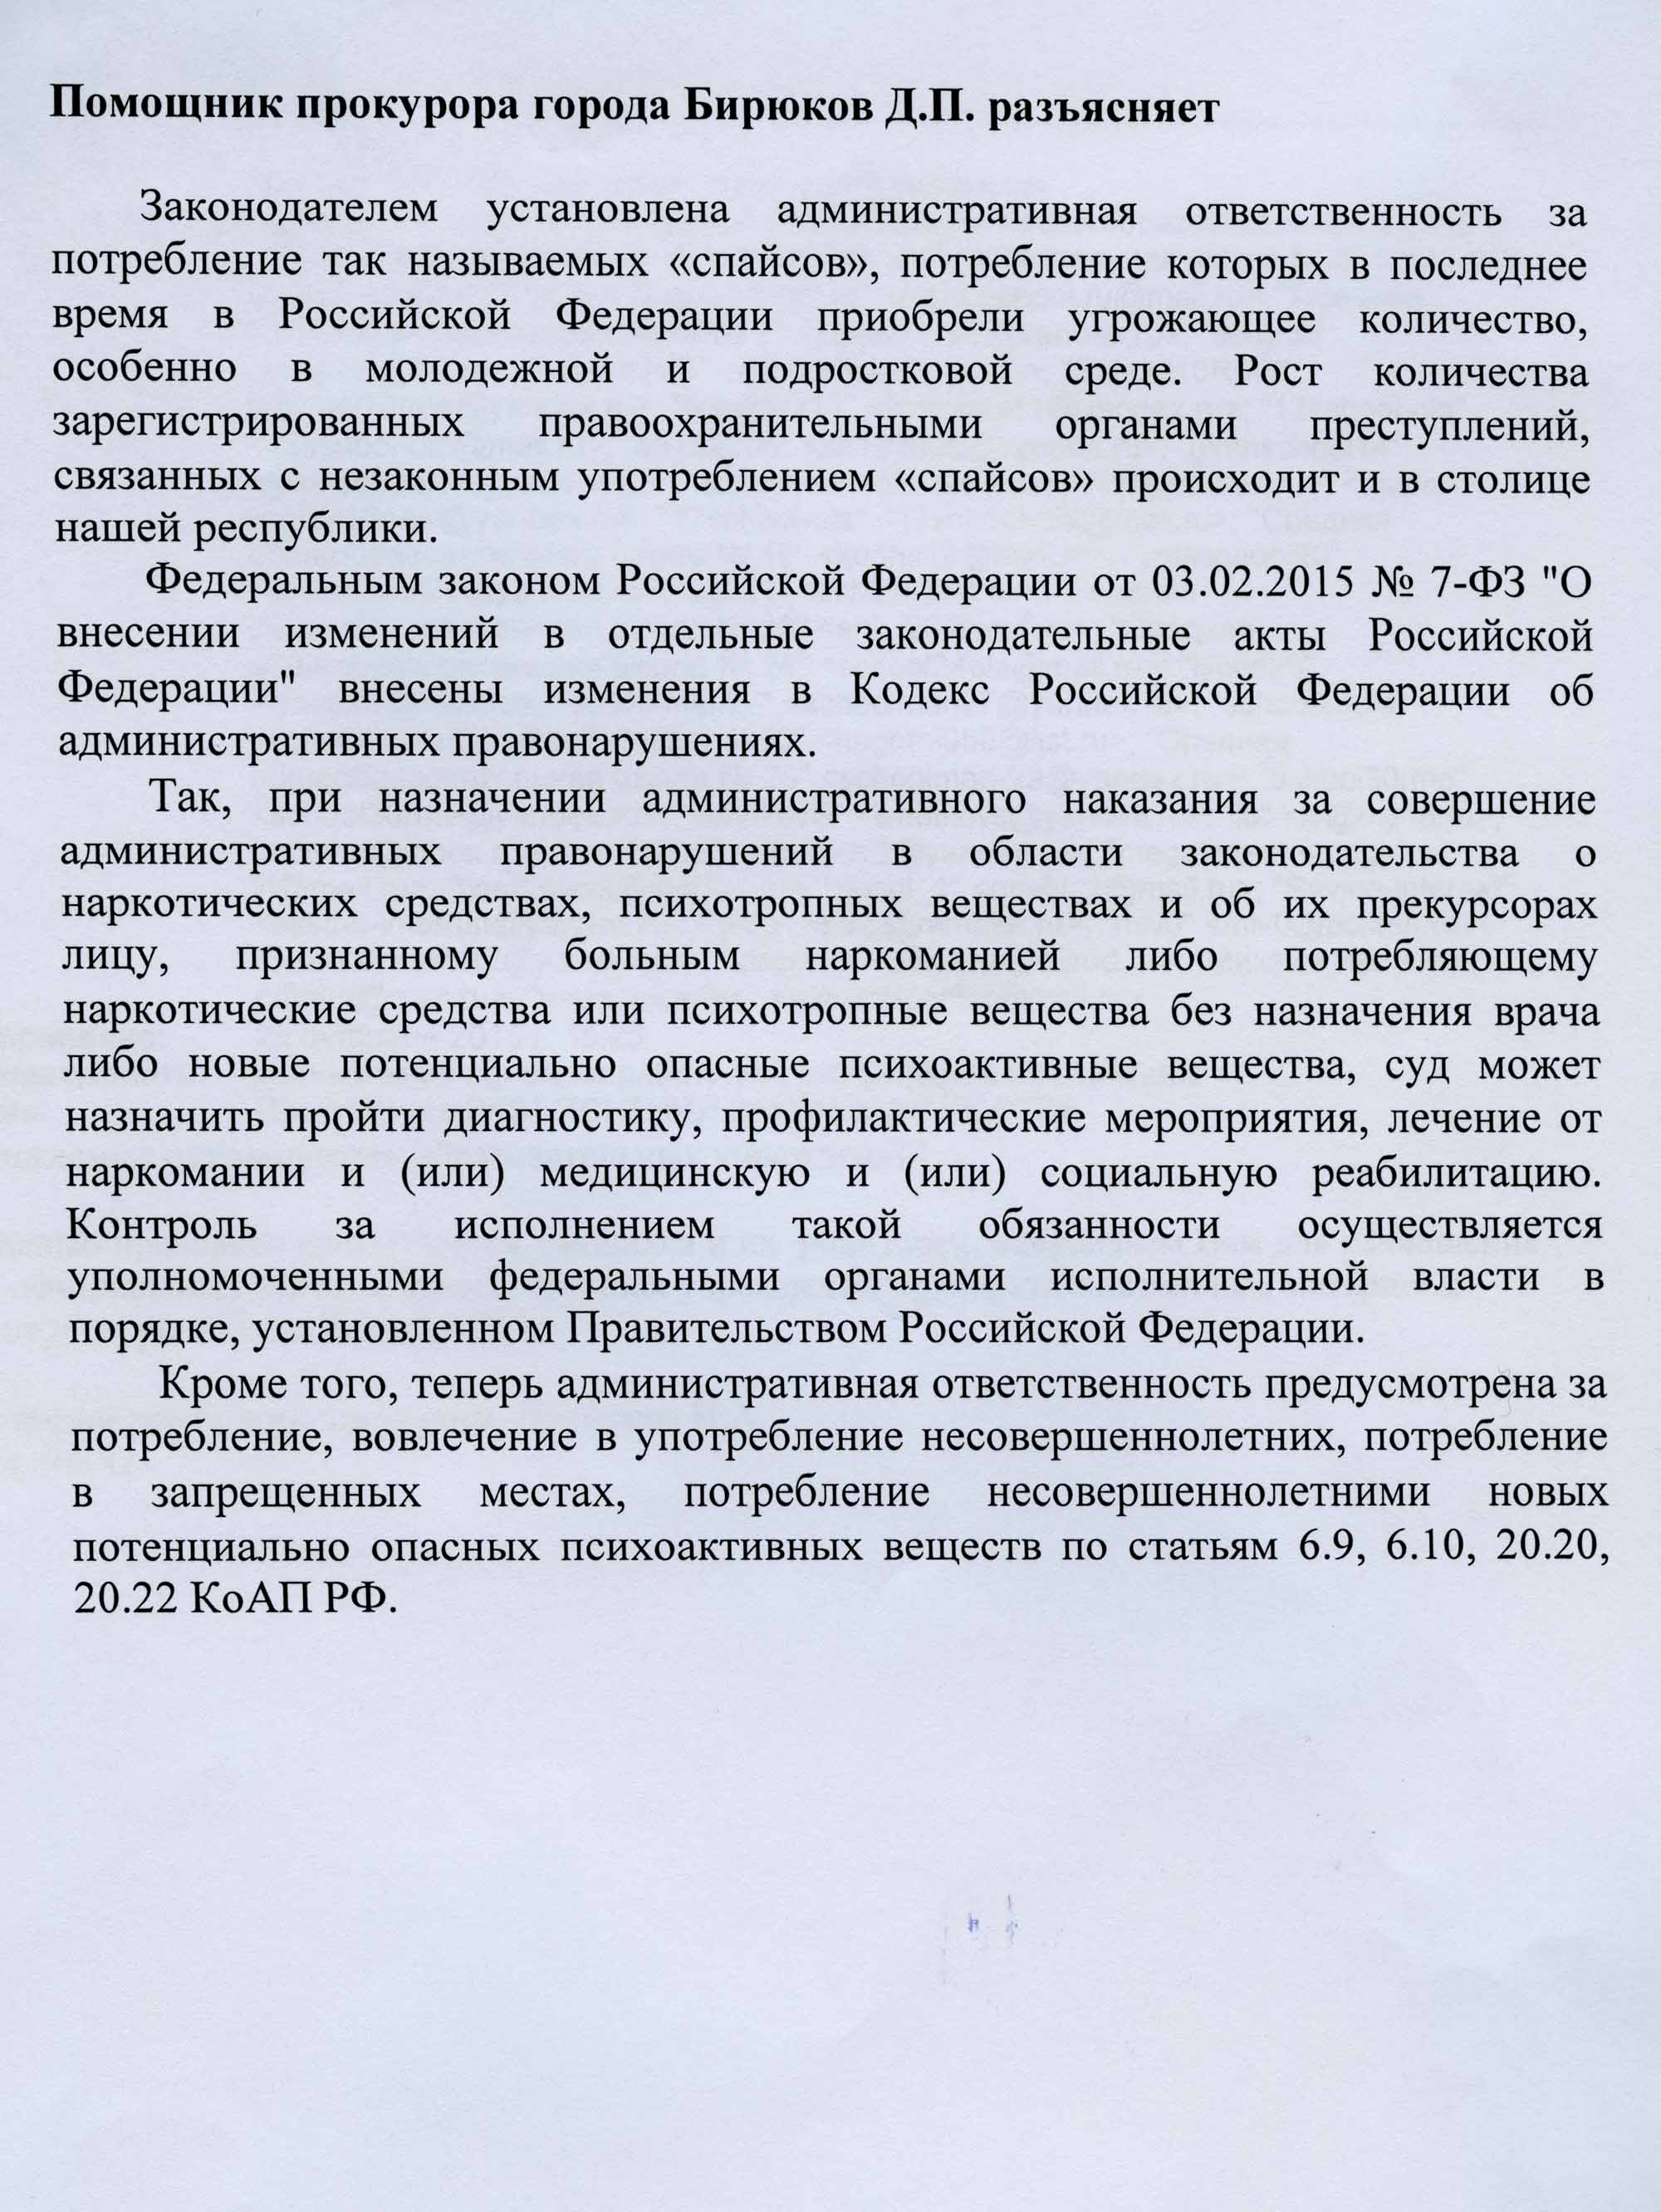 Помощник прокурора города Бирюков Д.П. разъясняет
Законодателем установлена административная ответственность за
потребление так называемых «спайсов», потребление которых в последнее
время в Российской Федерации приобрели угрожающее количество,
особенно в молодежной и подростковой среде. Рост количества
зарегистрированных правоохранительными органами преступлений,
связанных с незаконным употреблением «спайсов» происходит и в столице
нашей республики.
Федеральным законом Российской Федерации от 03.02.2015 № 7-ФЗ "О
внесении изменений в отдельные законодательные акты Российской
Федерации" внесены изменения в Кодекс Российской Федерации об
административных правонарушениях.
Так, при назначении административного наказания за совершение
административных правонарушений в области законодательства о
наркотических средствах, психотропных веществах и об их прекурсорах
лицу, признанному больным наркоманией либо потребляющему
наркотические средства или психотропные вещества без назначения врача
либо новые потенциально опасные психоактивные вещества, суд может
назначить пройти диагностику, профилактические мероприятия, лечение от
наркомании и (или) медицинскую и (или) социальную реабилитацию.
Контроль за исполнением такой обязанности осуществляется
уполномоченными федеральными органами исполнительной власти в
порядке, установленном Правительством Российской Федерации.
Кроме того, теперь административная ответственность предусмотрена за
потребление, вовлечение в употребление несовершеннолетних, потребление
в запрещенных местах, потребление несовершеннолетними новых
потенциально опасных психоактивных веществ по статьям 6.9, 6.10, 20.20,
20.22 КоАП РФ.